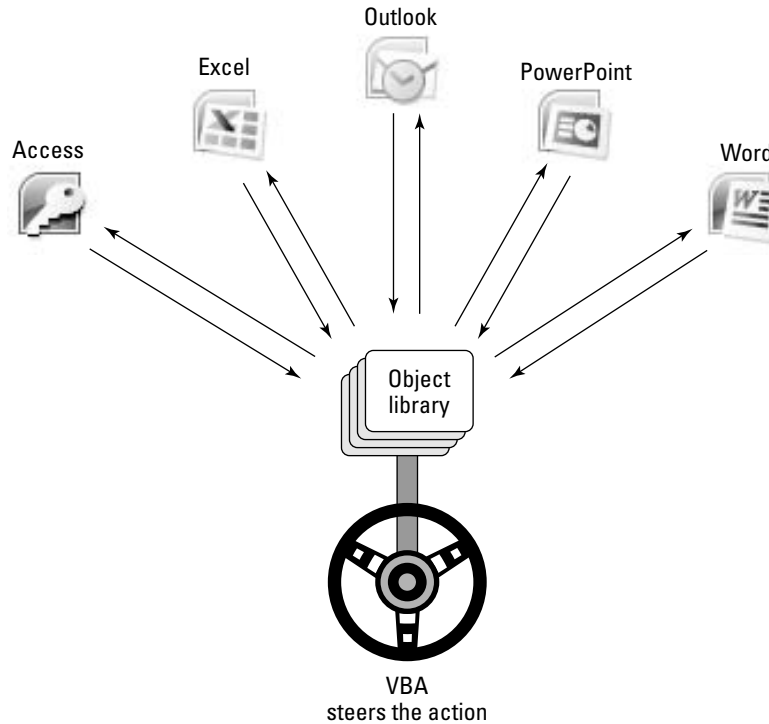 Outlook
Excel
PowerPoint
Access
Word
Object
library
VBA
steers the action